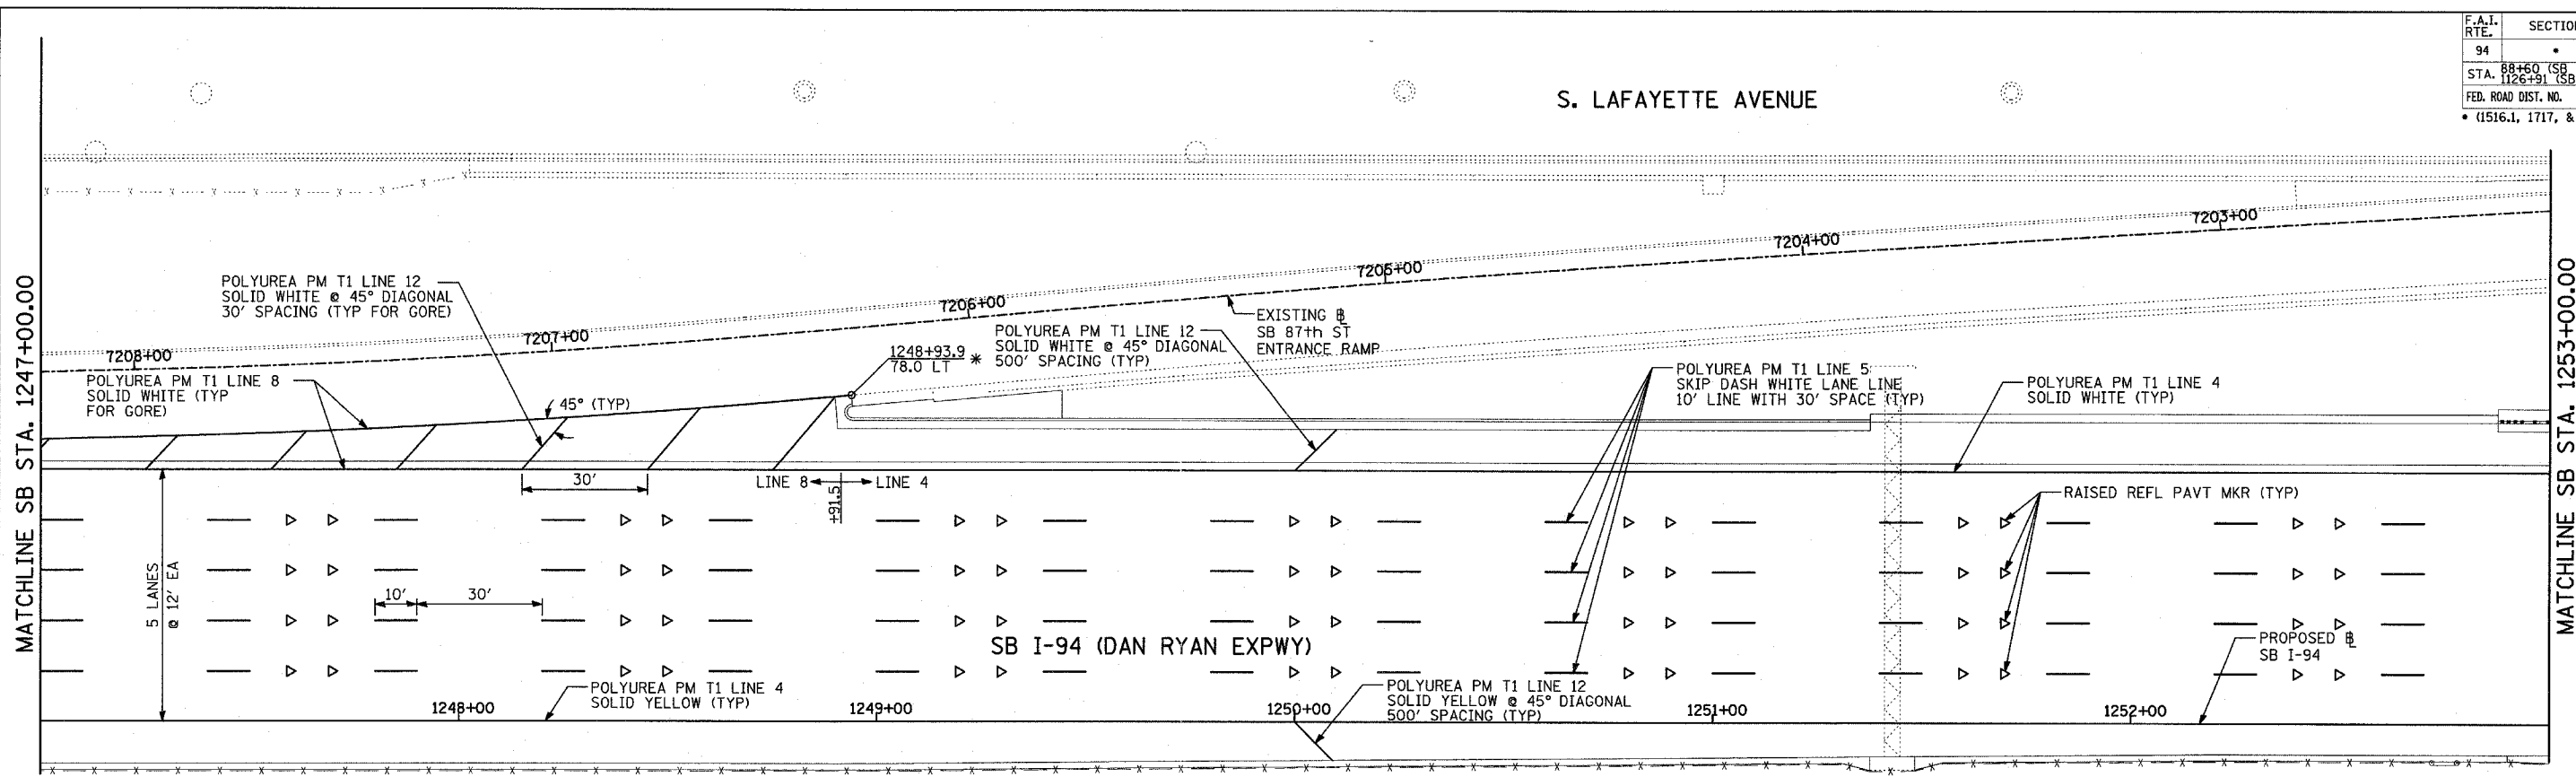 F.A.I. RTE.
SECTIO
94
*
STA. 88+60 (SB
1126+91 (SB
FED. ROAD DIST. NO.
* (1516.1, 1717, &
S. LAFAYETTE AVENUE
MATCHLINE SB STA. 1247+00.00
MATCHLINE SB STA. 1253+00.00
7203+00
7204+00
7205+00
7206+00
7207+00
7208+00
POLYUREA PM T1 LINE 12
SOLID WHITE @ 45° DIAGONAL
30' SPACING (TYP FOR GORE)
EXISTING ℄
SB 87th ST
ENTRANCE RAMP
POLYUREA PM T1 LINE 12
SOLID WHITE @ 45° DIAGONAL
500' SPACING (TYP)
1248+93.9 *
78.0 LT
POLYUREA PM T1 LINE 8
SOLID WHITE (TYP
FOR GORE)
45° (TYP)
POLYUREA PM T1 LINE 5
SKIP DASH WHITE LANE LINE
10' LINE WITH 30' SPACE (TYP)
POLYUREA PM T1 LINE 4
SOLID WHITE (TYP)
30'
LINE 8
LINE 4
+91.5
RAISED REFL PAVT MKR (TYP)
5 LANES
@ 12' EA
10'
30'
SB I-94 (DAN RYAN EXPWY)
PROPOSED ℄
SB I-94
POLYUREA PM T1 LINE 4
SOLID YELLOW (TYP)
POLYUREA PM T1 LINE 12
SOLID YELLOW @ 45° DIAGONAL
500' SPACING (TYP)
1248+00
1249+00
1250+00
1251+00
1252+00